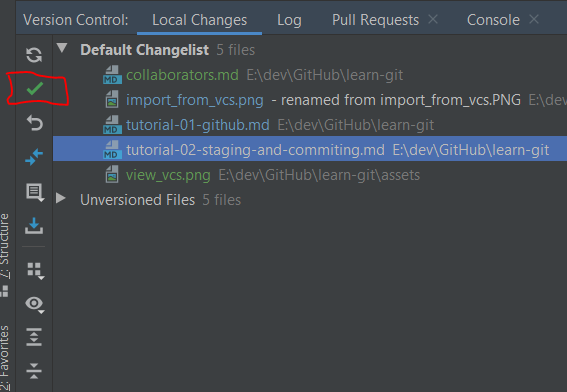 Version Control: Local Changes Log Pull Requests Console
Default Changelist 5 files
MD collaborators.md E:\dev\GitHub\learn-git
import_from_vcs.png - renamed from import_from_vcs.PNG E:\dev
MD tutorial-01-github.md E:\dev\GitHub\learn-git
MD tutorial-02-staging-and-commiting.md E:\dev\GitHub\learn-git
view_vcs.png E:\dev\GitHub\learn-git\assets
Unversioned Files 5 files
7: Structure
2: Favorites